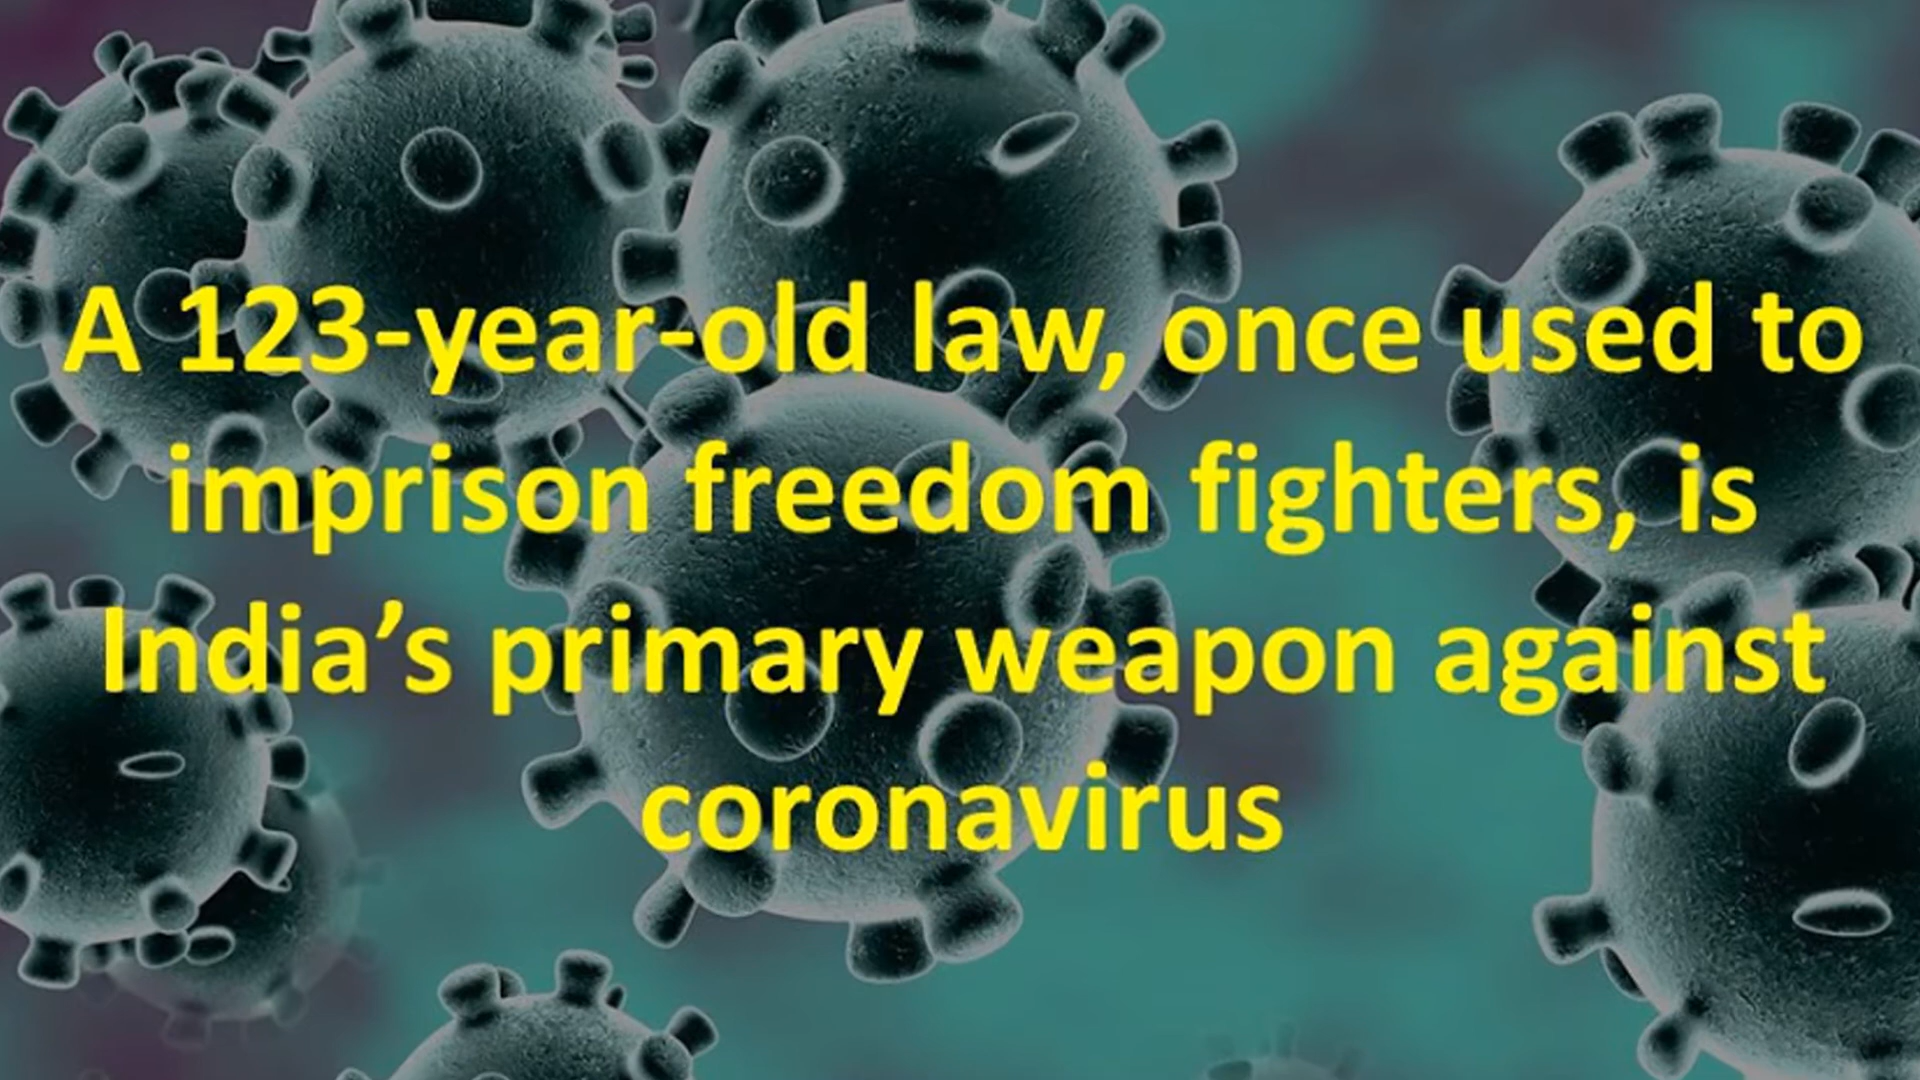 A 123-year-old law, once used to
imprison freedom fighters, is
India’s primary weapon against
coronavirus